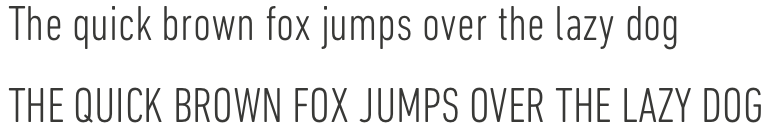 The quick brown fox jumps over the lazy dog
THE QUICK BROWN FOX JUMPS OVER THE LAZY DOG